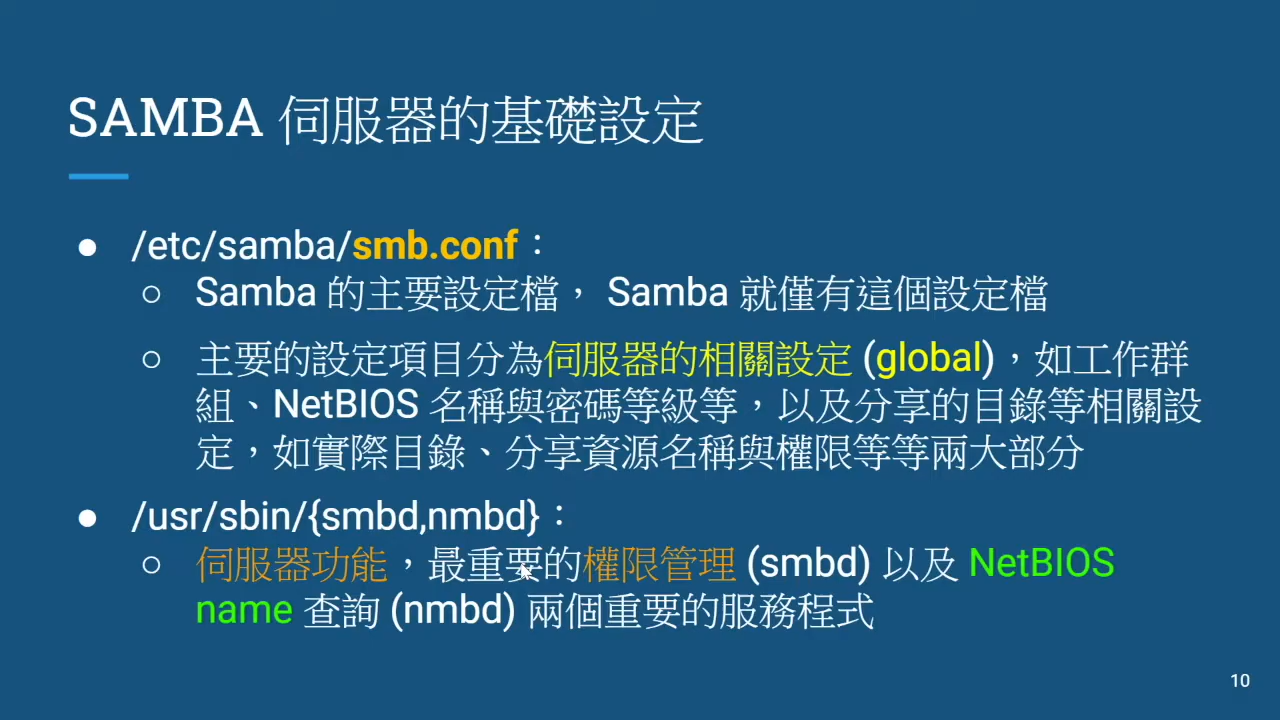 SAMBA 伺服器的基礎設定
● /etc/samba/smb.conf：
○ Samba 的主要設定檔， Samba 就僅有這個設定檔
○ 主要的設定項目分為伺服器的相關設定 (global)，如工作群
組、NetBIOS 名稱與密碼等級等，以及分享的目錄等相關設
定，如實際目錄、分享資源名稱與權限等等兩大部分
● /usr/sbin/{smbd,nmbd}：
○ 伺服器功能，最重要的權限管理 (smbd) 以及 NetBIOS
name 查詢 (nmbd) 兩個重要的服務程式
10